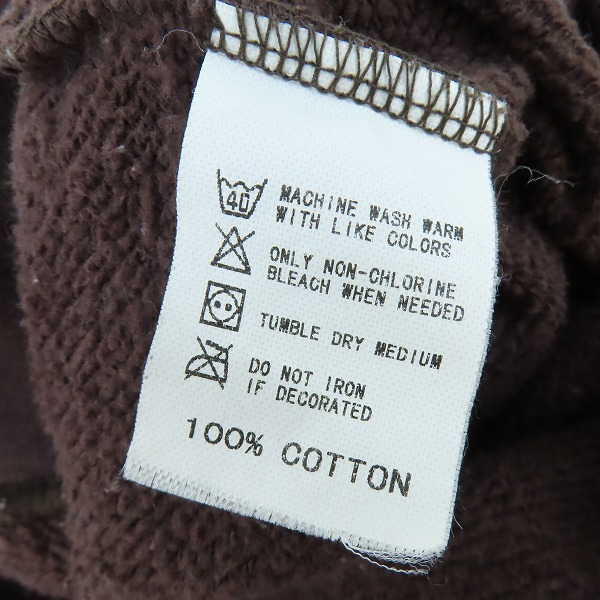 40
MACHINE WASH WARM
WITH LIKE COLORS
ONLY NON-CHLORINE
BLEACH WHEN NEEDED
TUMBLE DRY MEDIUM
DO NOT IRON
IF DECORATED
100% COTTON